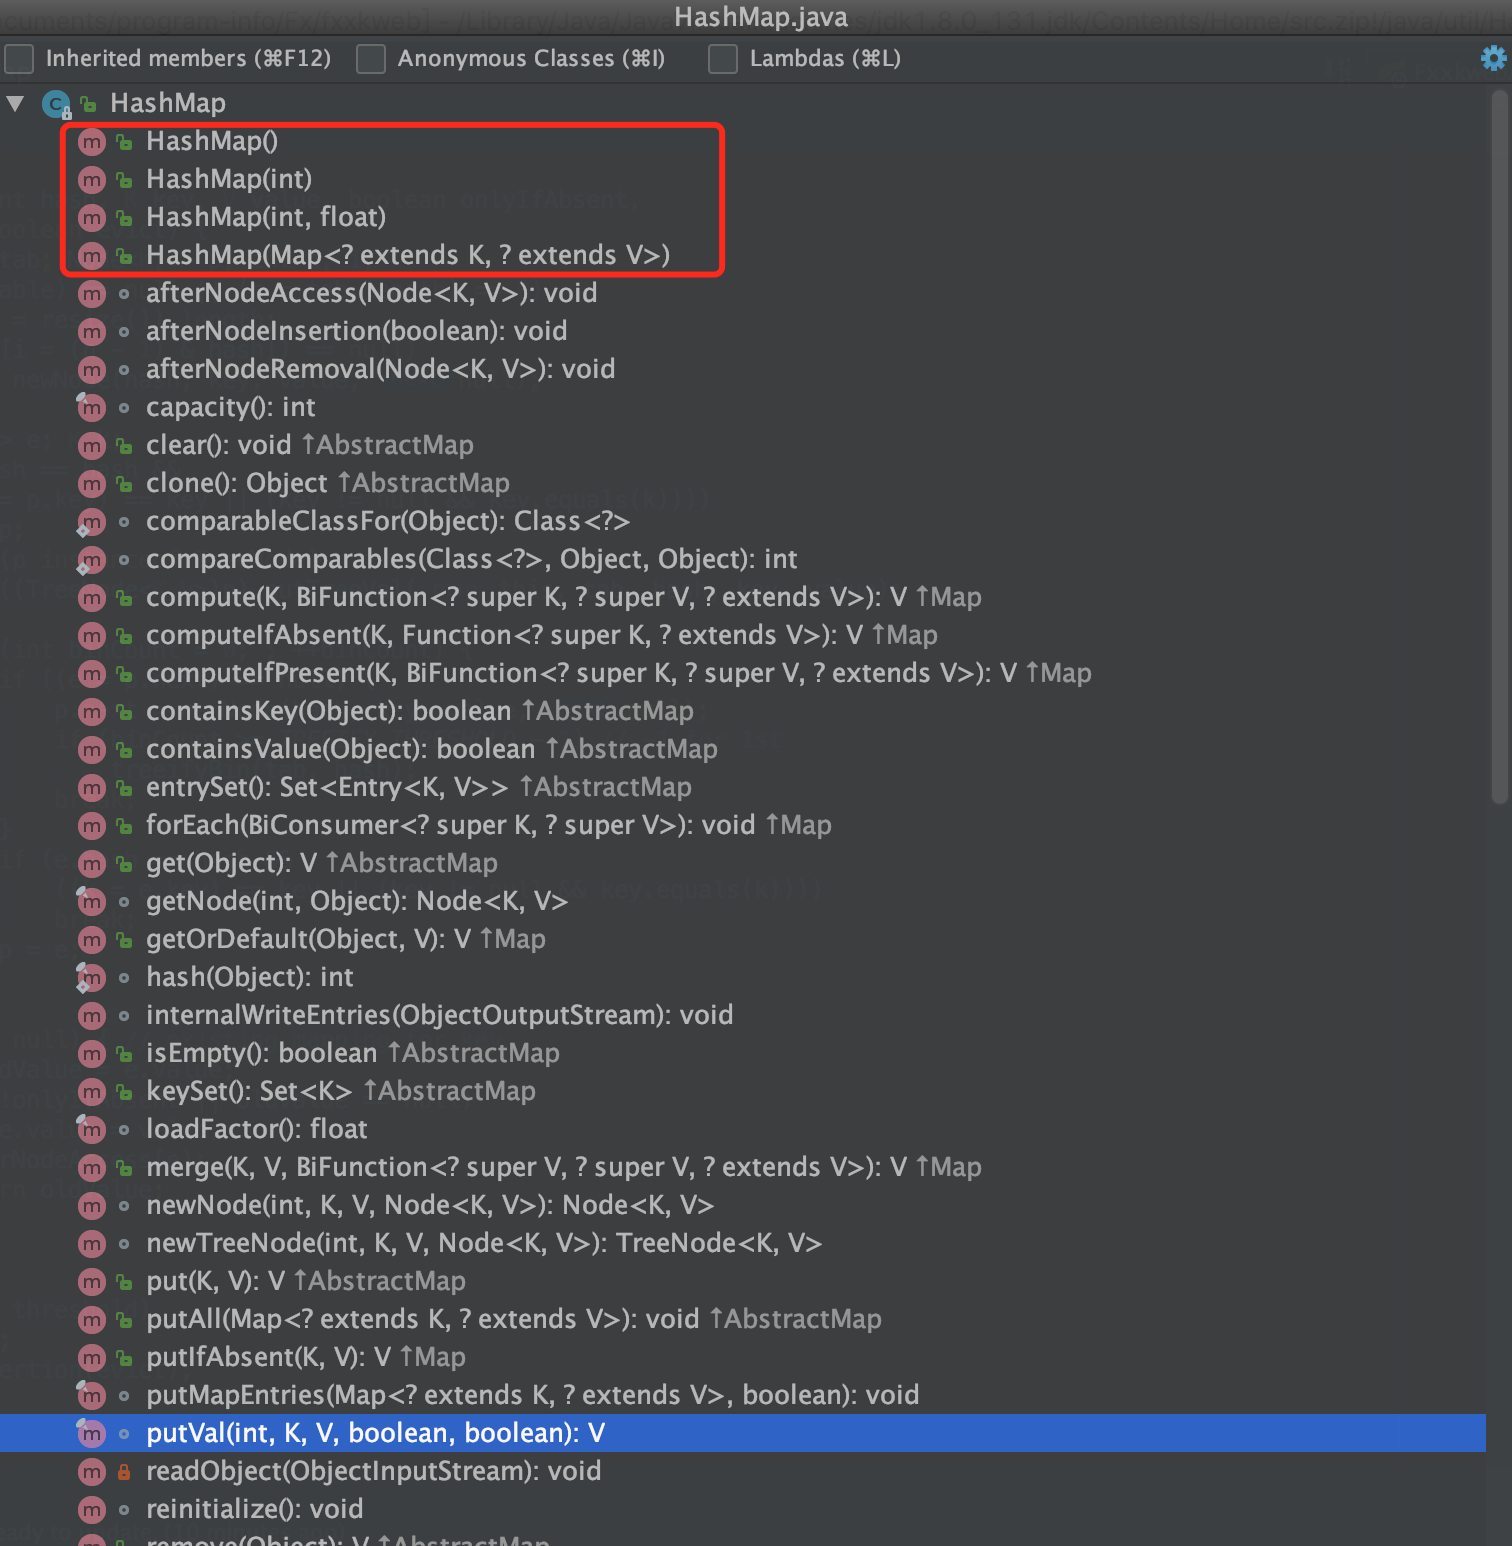 HashMap.java
Inherited members (⌘F12) Anonymous Classes (⌘I) Lambdas (⌘L)
HashMap
HashMap()
HashMap(int)
HashMap(int, float)
HashMap(Map<? extends K, ? extends V>)
afterNodeAccess(Node<K, V>): void
afterNodeInsertion(boolean): void
afterNodeRemoval(Node<K, V>): void
capacity(): int
clear(): void ↑AbstractMap
clone(): Object ↑AbstractMap
comparableClassFor(Object): Class<?>
compareComparables(Class<?>, Object, Object): int
compute(K, BiFunction<? super K, ? super V, ? extends V>): V ↑Map
computeIfAbsent(K, Function<? super K, ? extends V>): V ↑Map
computeIfPresent(K, BiFunction<? super K, ? super V, ? extends V>): V ↑Map
containsKey(Object): boolean ↑AbstractMap
containsValue(Object): boolean ↑AbstractMap
entrySet(): Set<Entry<K, V>> ↑AbstractMap
forEach(BiConsumer<? super K, ? super V>): void ↑Map
get(Object): V ↑AbstractMap
getNode(int, Object): Node<K, V>
getOrDefault(Object, V): V ↑Map
hash(Object): int
internalWriteEntries(ObjectOutputStream): void
isEmpty(): boolean ↑AbstractMap
keySet(): Set<K> ↑AbstractMap
loadFactor(): float
merge(K, V, BiFunction<? super V, ? super V, ? extends V>): V ↑Map
newNode(int, K, V, Node<K, V>): Node<K, V>
newTreeNode(int, K, V, Node<K, V>): TreeNode<K, V>
put(K, V): V ↑AbstractMap
putAll(Map<? extends K, ? extends V>): void ↑AbstractMap
putIfAbsent(K, V): V ↑Map
putMapEntries(Map<? extends K, ? extends V>, boolean): void
putVal(int, K, V, boolean, boolean): V
readObject(ObjectInputStream): void
reinitialize(): void
remove(Object): V ↑AbstractMap